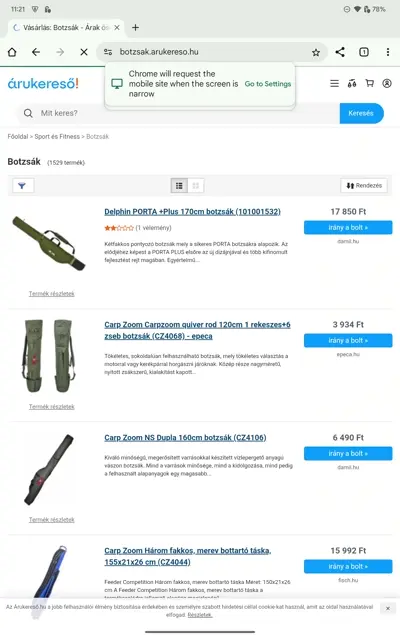 11:21
78%
Vásárlás: Botzsák - Árak ös
botzsak.arukereso.hu
1
Chrome will request the
mobile site when the screen is
narrow
Go to Settings
árukereső!
Mit keres?
Keresés
Főoldal > Sport és Fitness > Botzsák
Botzsák (1529 termék)
Rendezés
Delphin PORTA +Plus 170cm botzsák (101001532)
(1 vélemény)
Kétfakkos pontyozó botzsák mely a sikeres PORTA botzsákra alapozik. Az
elődjéhez képest a PORTA PLUS elsőre az új dizájnjával és több kifinomult
fejlesztést rejt magában. Egyértelmű...
Termék részletek
17 850 Ft
irány a bolt »
damil.hu
Carp Zoom Carpzoom quiver rod 120cm 1 rekeszes+6
zseb botzsák (CZ4068) - epeca
Tökéletes, sokoldalúan felhasználható botzsák, mely tökéletes választás a
motorral vagy kerékpárral horgászni járóknak. Közép része nagyméretű,
nyitott zsákszerű, kialakítást kapott...
Termék részletek
3 934 Ft
irány a bolt »
epeca.hu
Carp Zoom NS Dupla 160cm botzsák (CZ4106)
Kiváló minőségű, megerősített varrásokkal készített vízlepergető anyagú
vászon botzsák. Mind a varrások minősége, mind a kidolgozása, mind pedig
a felhasznált alapanyagok egy magasabb...
Termék részletek
6 490 Ft
irány a bolt »
damil.hu
Carp Zoom Három fakkos, merev bottartó táska,
155x21x26 cm (CZ4044)
Feeder Competition Három fakkos, merev bottartó táska Méret: 150x21x26
cm A Feeder Competition Három fakkos, merev bottartó táska a
15 992 Ft
irány a bolt »
fisch.hu
Az Árukereső.hu a jobb felhasználói élmény biztosítása érdekében és személyre szabott hirdetési céllal cookie-kat használ, amit az oldal használatával
elfogad. Részletek.